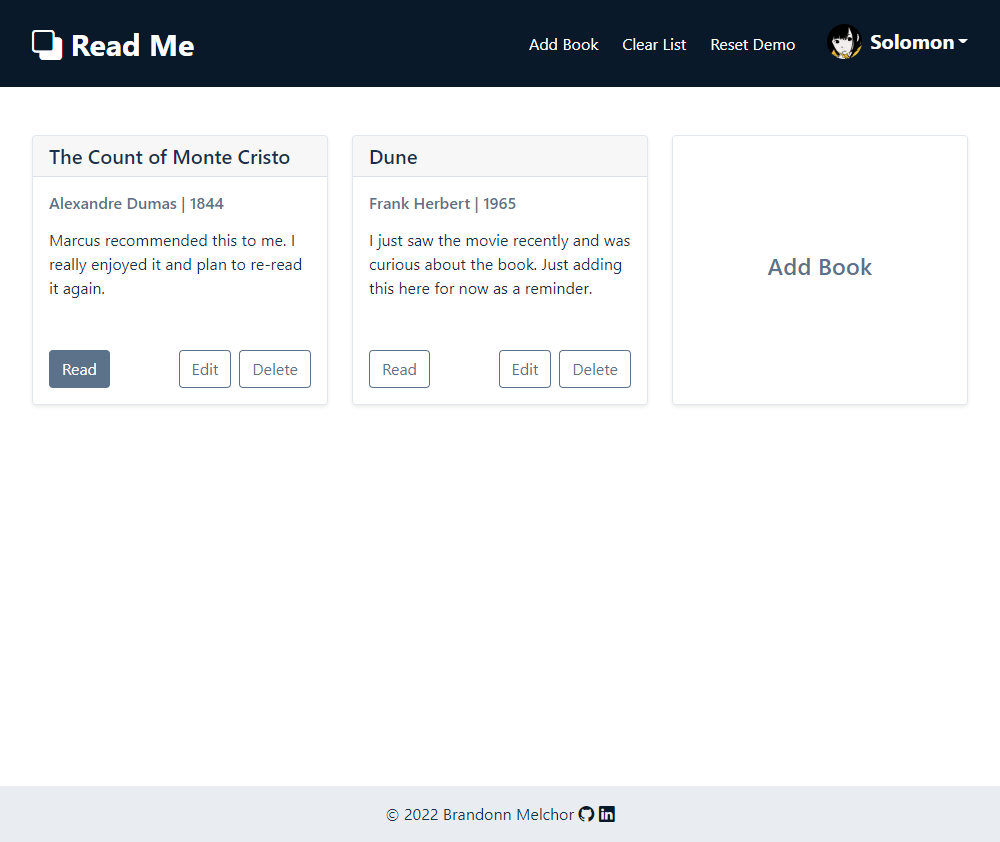 Read Me
Add Book Clear List Reset Demo Solomon
The Count of Monte Cristo
Alexandre Dumas | 1844
Marcus recommended this to me. I
really enjoyed it and plan to re-read
it again.
Read Edit Delete
Dune
Frank Herbert | 1965
I just saw the movie recently and was
curious about the book. Just adding
this here for now as a reminder.
Read Edit Delete
Add Book
© 2022 Brandonn Melchor